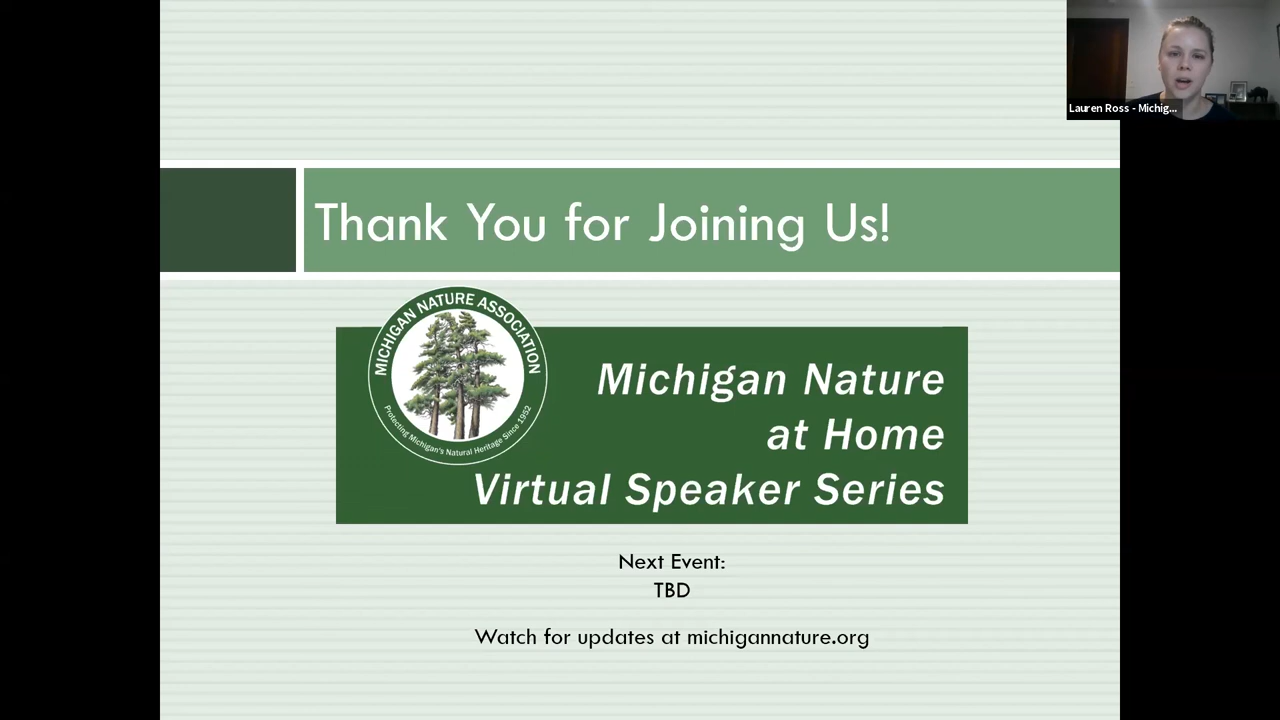 Lauren Ross - Michig...
Thank You for Joining Us!
MICHIGAN NATURE ASSOCIATION
Protecting Michigan's Natural Heritage Since 1952
Michigan Nature
at Home
Virtual Speaker Series
Next Event:
TBD
Watch for updates at michigannature.org